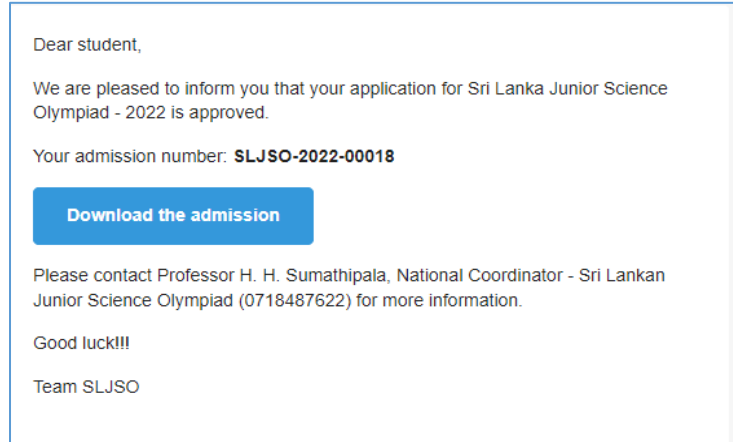 Dear student,
We are pleased to inform you that your application for Sri Lanka Junior Science
Olympiad - 2022 is approved.
Your admission number: SLJSO-2022-00018
Download the admission
Please contact Professor H. H. Sumathipala, National Coordinator - Sri Lankan
Junior Science Olympiad (0718487622) for more information.
Good luck!!!
Team SLJSO